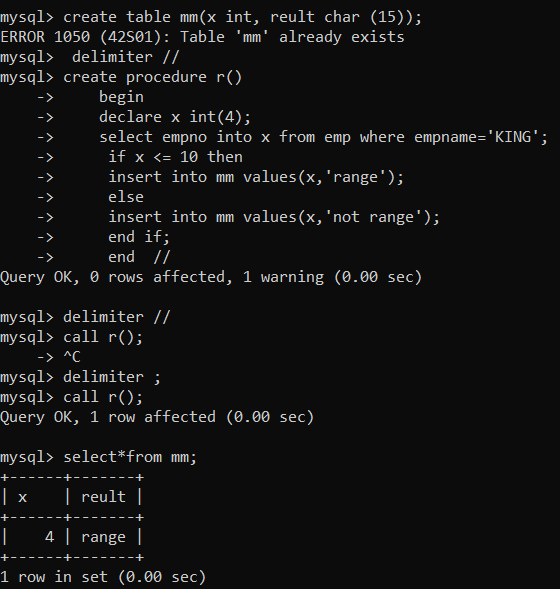 mysql> create table mm(x int, reult char (15));
ERROR 1050 (42S01): Table 'mm' already exists
mysql>  delimiter //
mysql> create procedure r()
    ->     begin
    ->     declare x int(4);
    ->     select empno into x from emp where empname='KING';
    ->      if x <= 10 then
    ->      insert into mm values(x,'range');
    ->      else
    ->      insert into mm values(x,'not range');
    ->      end if;
    ->      end  //
Query OK, 0 rows affected, 1 warning (0.00 sec)

mysql> delimiter //
mysql> call r();
    -> ^C
mysql> delimiter ;
mysql> call r();
Query OK, 1 row affected (0.00 sec)

mysql> select*from mm;
+------+-------+
| x    | reult |
+------+-------+
|    4 | range |
+------+-------+
1 row in set (0.00 sec)